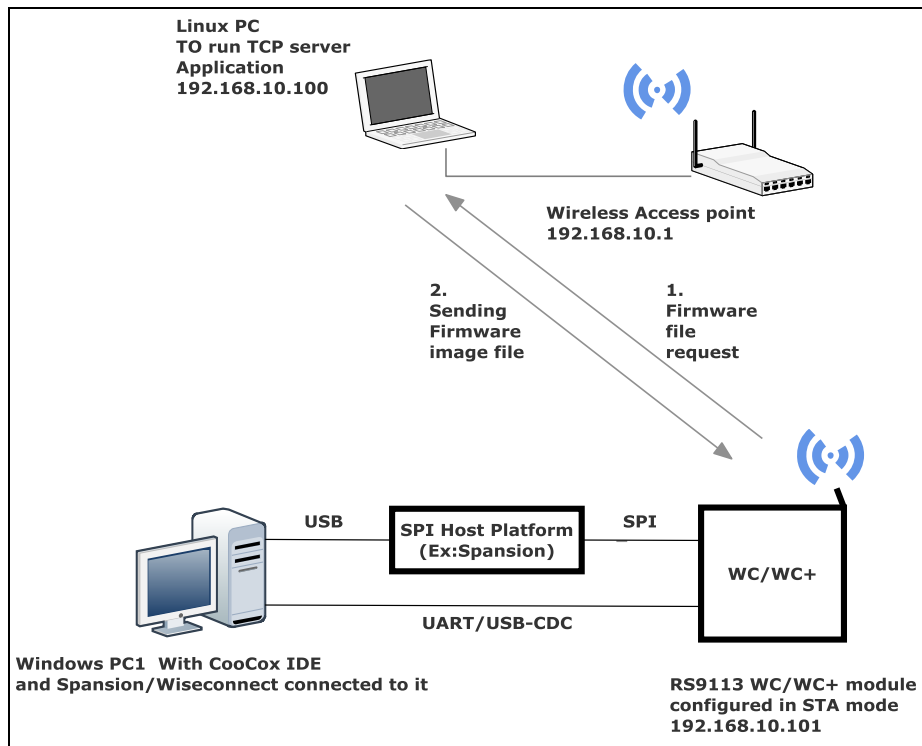 Linux PC
TO run TCP server
Application
192.168.10.100
Wireless Access point
192.168.10.1
2.
Sending
Firmware
image file
1.
Firmware
file
request
USB
SPI Host Platform
(Ex:Spansion)
SPI
WC/WC+
UART/USB-CDC
Windows PC1  With CooCox IDE
and Spansion/Wiseconnect connected to it
RS9113 WC/WC+ module
configured in STA mode
192.168.10.101